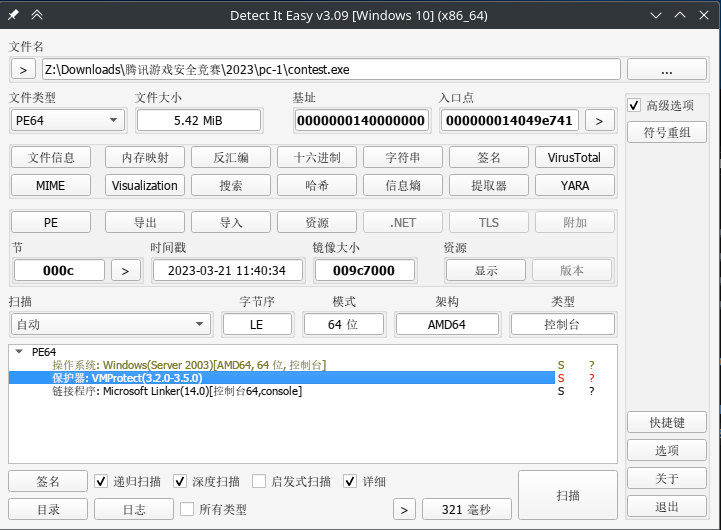 Detect It Easy v3.09 [Windows 10] (x86_64)
文件名
> Z:\Downloads\腾讯游戏安全竞赛\2023\pc-1\contest.exe ...
文件类型 文件大小 基址 入口点 高级选项
PE64 5.42 MiB 0000000140000000 000000014049e741 > 符号重组
文件信息 内存映射 反汇编 十六进制 字符串 签名 VirusTotal
MIME Visualization 搜索 哈希 信息熵 提取器 YARA
PE 导出 导入 资源 .NET TLS 附加
节 时间戳 镜像大小 资源
000c > 2023-03-21 11:40:34 009c7000 显示 版本
扫描 字节序 模式 架构 类型
自动 LE 64 位 AMD64 控制台
PE64
操作系统: Windows(Server 2003)[AMD64, 64 位, 控制台] S ?
保护器: VMProtect(3.2.0-3.5.0) S ?
链接程序: Microsoft Linker(14.0)[控制台64,console] S ?
快捷键
选项
签名 递归扫描 深度扫描 启发式扫描 详细 扫描 关于
目录 日志 所有类型 > 321 毫秒 退出